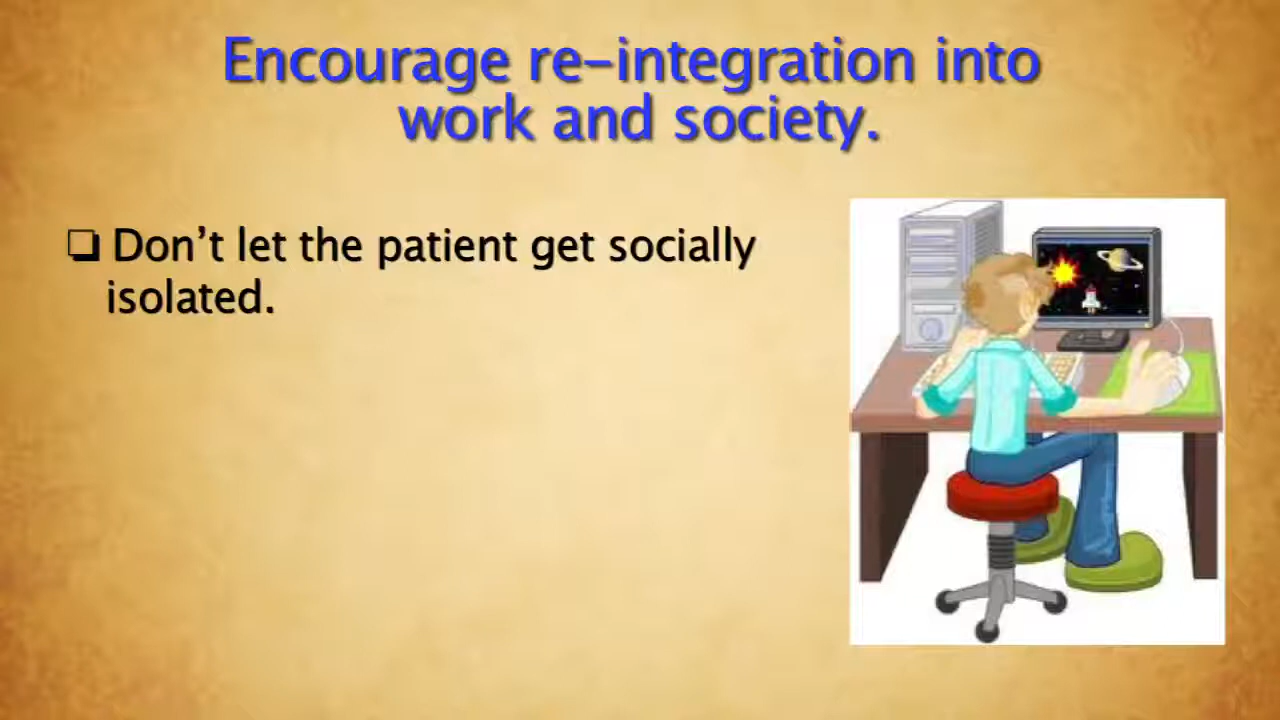 Encourage re-integration into
work and society.
❑ Don't let the patient get socially
isolated.